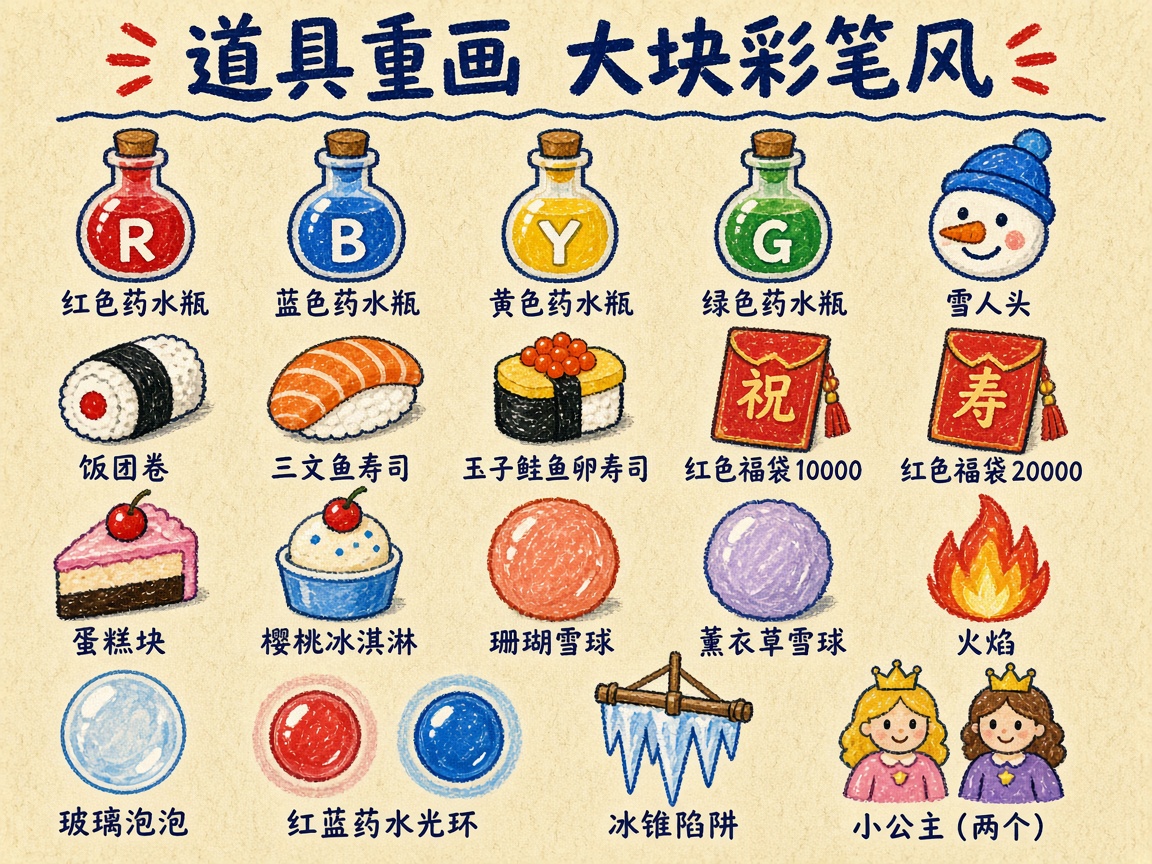 道具重画 大块彩笔风
R
B
Y
G
红色药水瓶
蓝色药水瓶
黄色药水瓶
绿色药水瓶
雪人头
祝
寿
饭团卷
三文鱼寿司
玉子鲑鱼卵寿司
红色福袋10000
红色福袋20000
蛋糕块
樱桃冰淇淋
珊瑚雪球
薰衣草雪球
火焰
玻璃泡泡
红蓝药水光环
冰锥陷阱
小公主（两个）